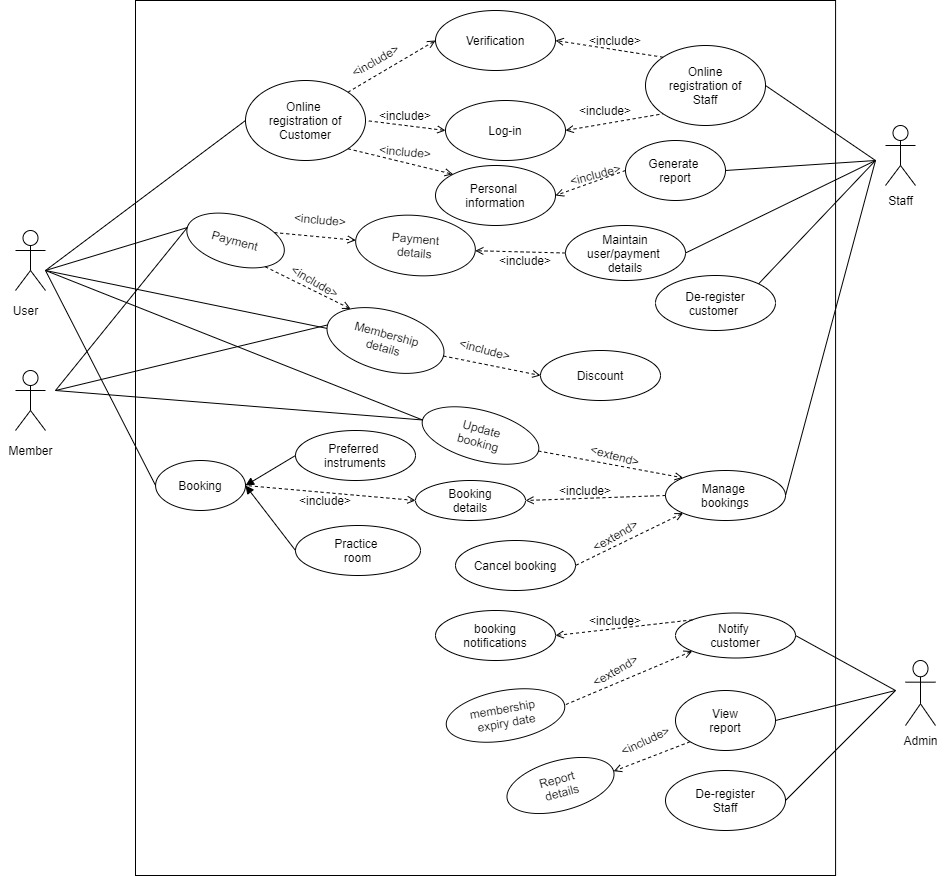 Verification
<include>
<include>
Online
registration of
Staff
Online
registration of
Customer
<include>
<include>
Log-in
<include>
Generate
report
Personal
information
<include>
Staff
Payment
<include>
Payment
details
<include>
Maintain
user/payment
details
User
<include>
De-register
customer
Membership
details
<include>
Discount
Member
Update
booking
<extend>
Preferred
instruments
Booking
<include>
Booking
details
<include>
Manage
bookings
Practice
room
Cancel booking
<extend>
booking
notifications
<include>
Notify
customer
<extend>
membership
expiry date
View
report
Admin
<include>
Report
details
De-register
Staff